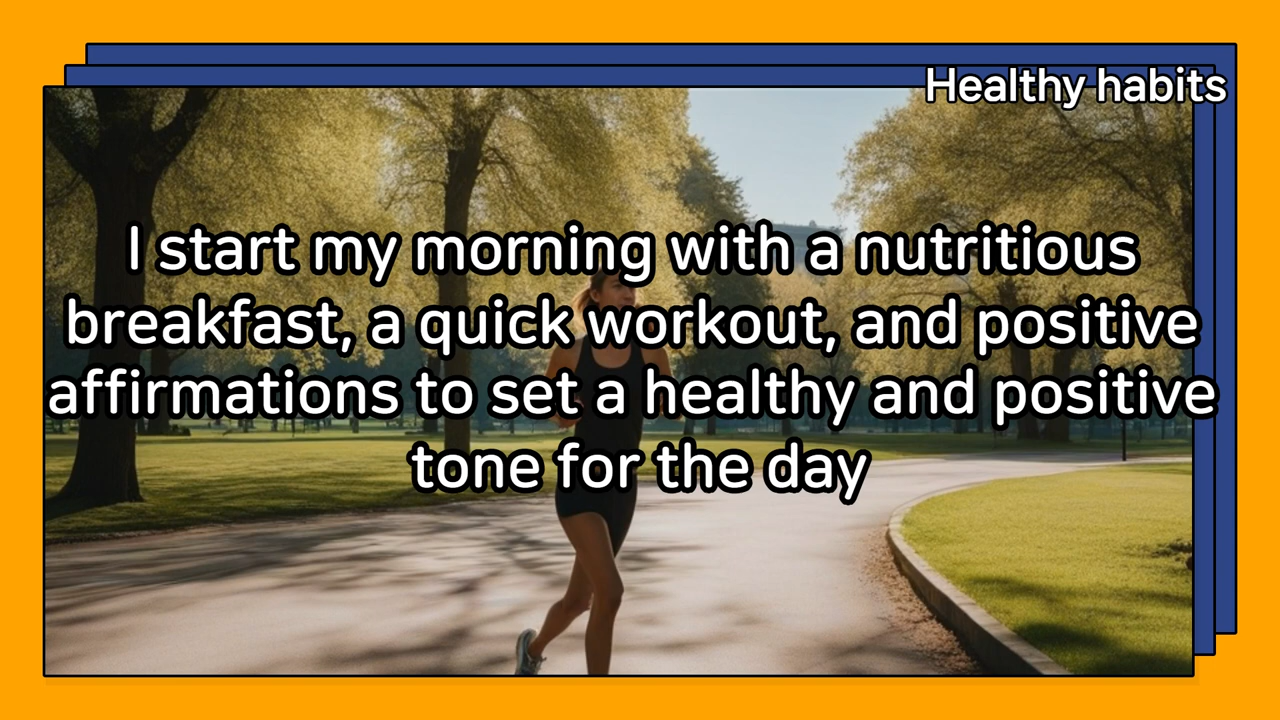 Healthy habits
I start my morning with a nutritious
breakfast, a quick workout, and positive
affirmations to set a healthy and positive
tone for the day